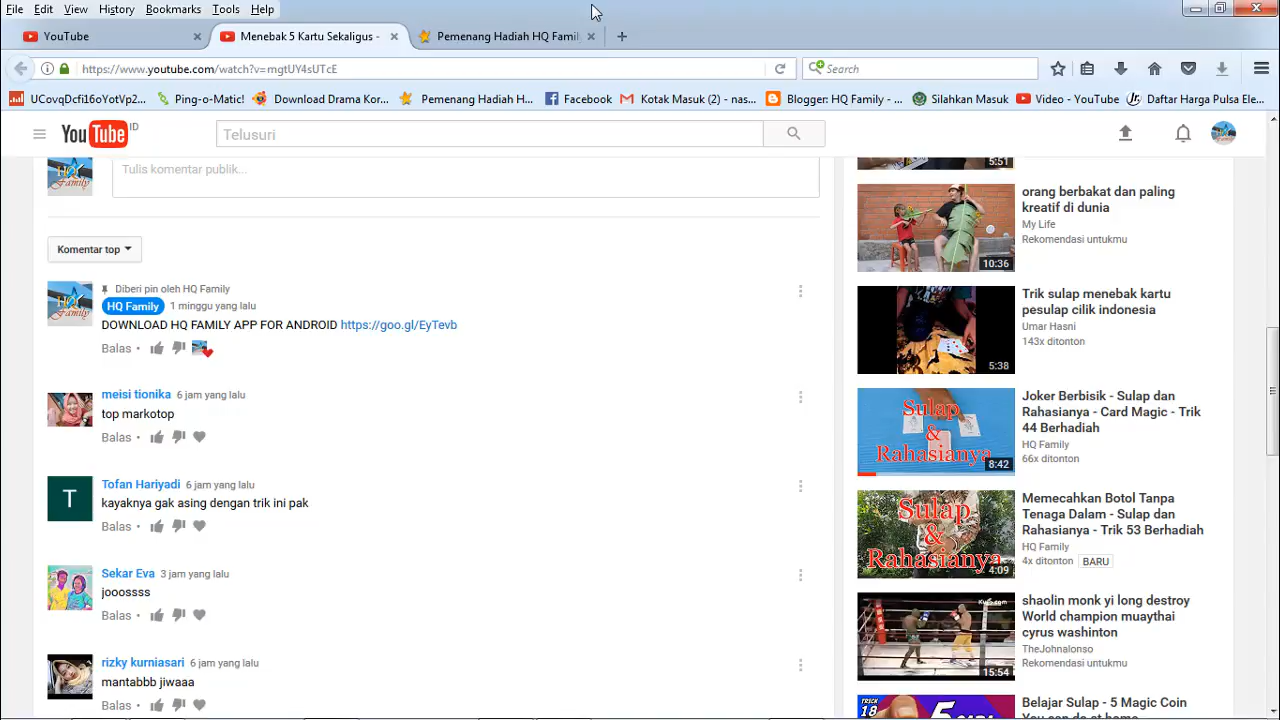 File Edit View History Bookmarks Tools Help
YouTube
Menebak 5 Kartu Sekaligus -
Pemenang Hadiah HQ Famil
https://www.youtube.com/watch?v=mgtUY4sUTcE
Search
UCovqDcfi16oYotVp2...
Ping-o-Matic!
Download Drama Kor...
Pemenang Hadiah H...
Facebook
Kotak Masuk (2) - nas...
Blogger: HQ Family - ...
Silahkan Masuk
Video - YouTube
Daftar Harga Pulsa Ele...
YouTube ID
Telusuri
HQ Family
Tulis komentar publik...
Komentar top
Diberi pin oleh HQ Family
HQ Family 1 minggu yang lalu
DOWNLOAD HQ FAMILY APP FOR ANDROID https://goo.gl/EyTevb
Balas
meisi tionika 6 jam yang lalu
top markotop
Balas
T
Tofan Hariyadi 6 jam yang lalu
kayaknya gak asing dengan trik ini pak
Balas
Sekar Eva 3 jam yang lalu
jooossss
Balas
rizky kurniasari 6 jam yang lalu
mantabbb jiwaaa
Balas
5:51
10:36
orang berbakat dan paling
kreatif di dunia
My Life
Rekomendasi untukmu
5:38
Trik sulap menebak kartu
pesulap cilik indonesia
Umar Hasni
143x ditonton
Sulap
&
Rahasianya
8:42
Joker Berbisik - Sulap dan
Rahasianya - Card Magic - Trik
44 Berhadiah
HQ Family
66x ditonton
Sulap
&
Rahasianya
4:09
Memecahkan Botol Tanpa
Tenaga Dalam - Sulap dan
Rahasianya - Trik 53 Berhadiah
HQ Family
4x ditonton BARU
15:54
shaolin monk yi long destroy
World champion muaythai
cyrus washinton
TheJohnalonso
Rekomendasi untukmu
TRICK
18
Belajar Sulap - 5 Magic Coin